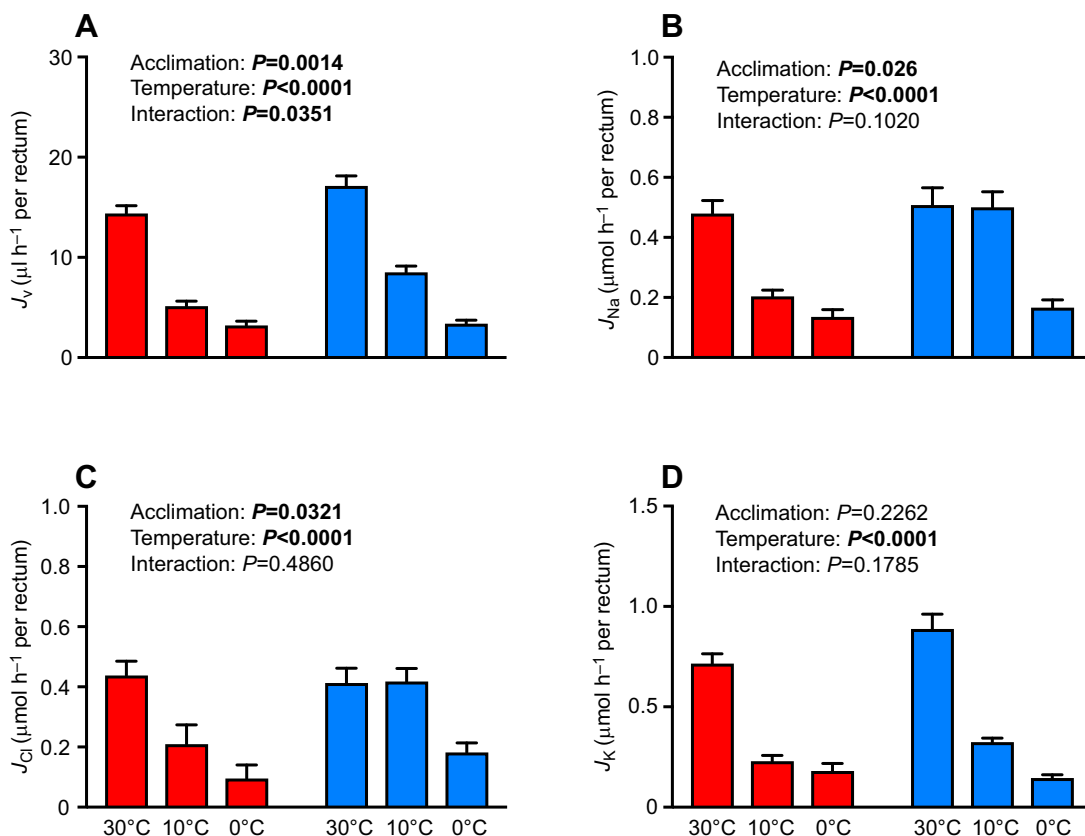 A
Acclimation: P=0.0014
Temperature: P<0.0001
Interaction: P=0.0351
30
20
10
0
Jv (μl h−1 per rectum)
B
Acclimation: P=0.026
Temperature: P<0.0001
Interaction: P=0.1020
1.0
0.8
0.6
0.4
0.2
0
JNa (μmol h−1 per rectum)
C
Acclimation: P=0.0321
Temperature: P<0.0001
Interaction: P=0.4860
1.0
0.8
0.6
0.4
0.2
0
JCl (μmol h−1 per rectum)
30°C 10°C 0°C 30°C 10°C 0°C
D
Acclimation: P=0.2262
Temperature: P<0.0001
Interaction: P=0.1785
1.5
1.0
0.5
0
JK (μmol h−1 per rectum)
30°C 10°C 0°C 30°C 10°C 0°C